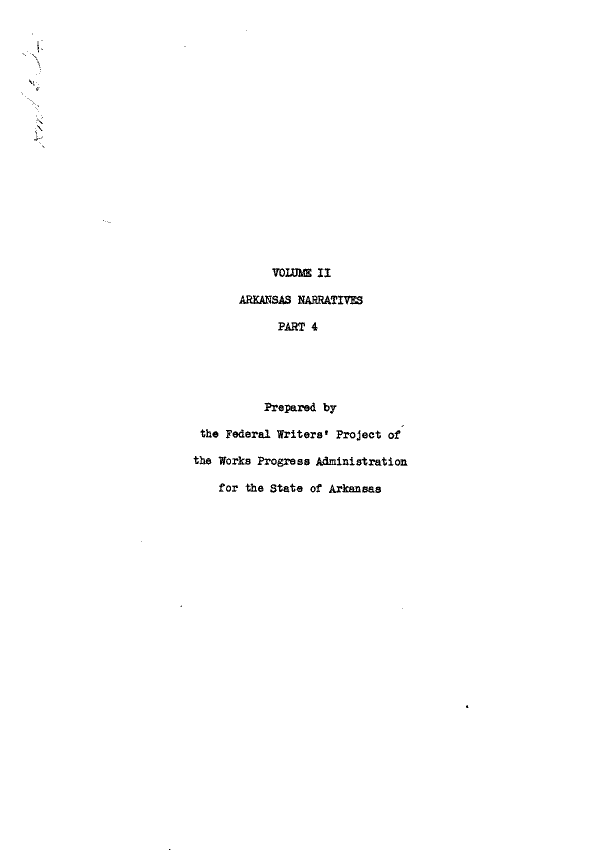 VOLUME II
ARKANSAS NARRATIVES
PART 4
Prepared by
the Federal Writers' Project of
the Works Progress Administration
for the State of Arkansas